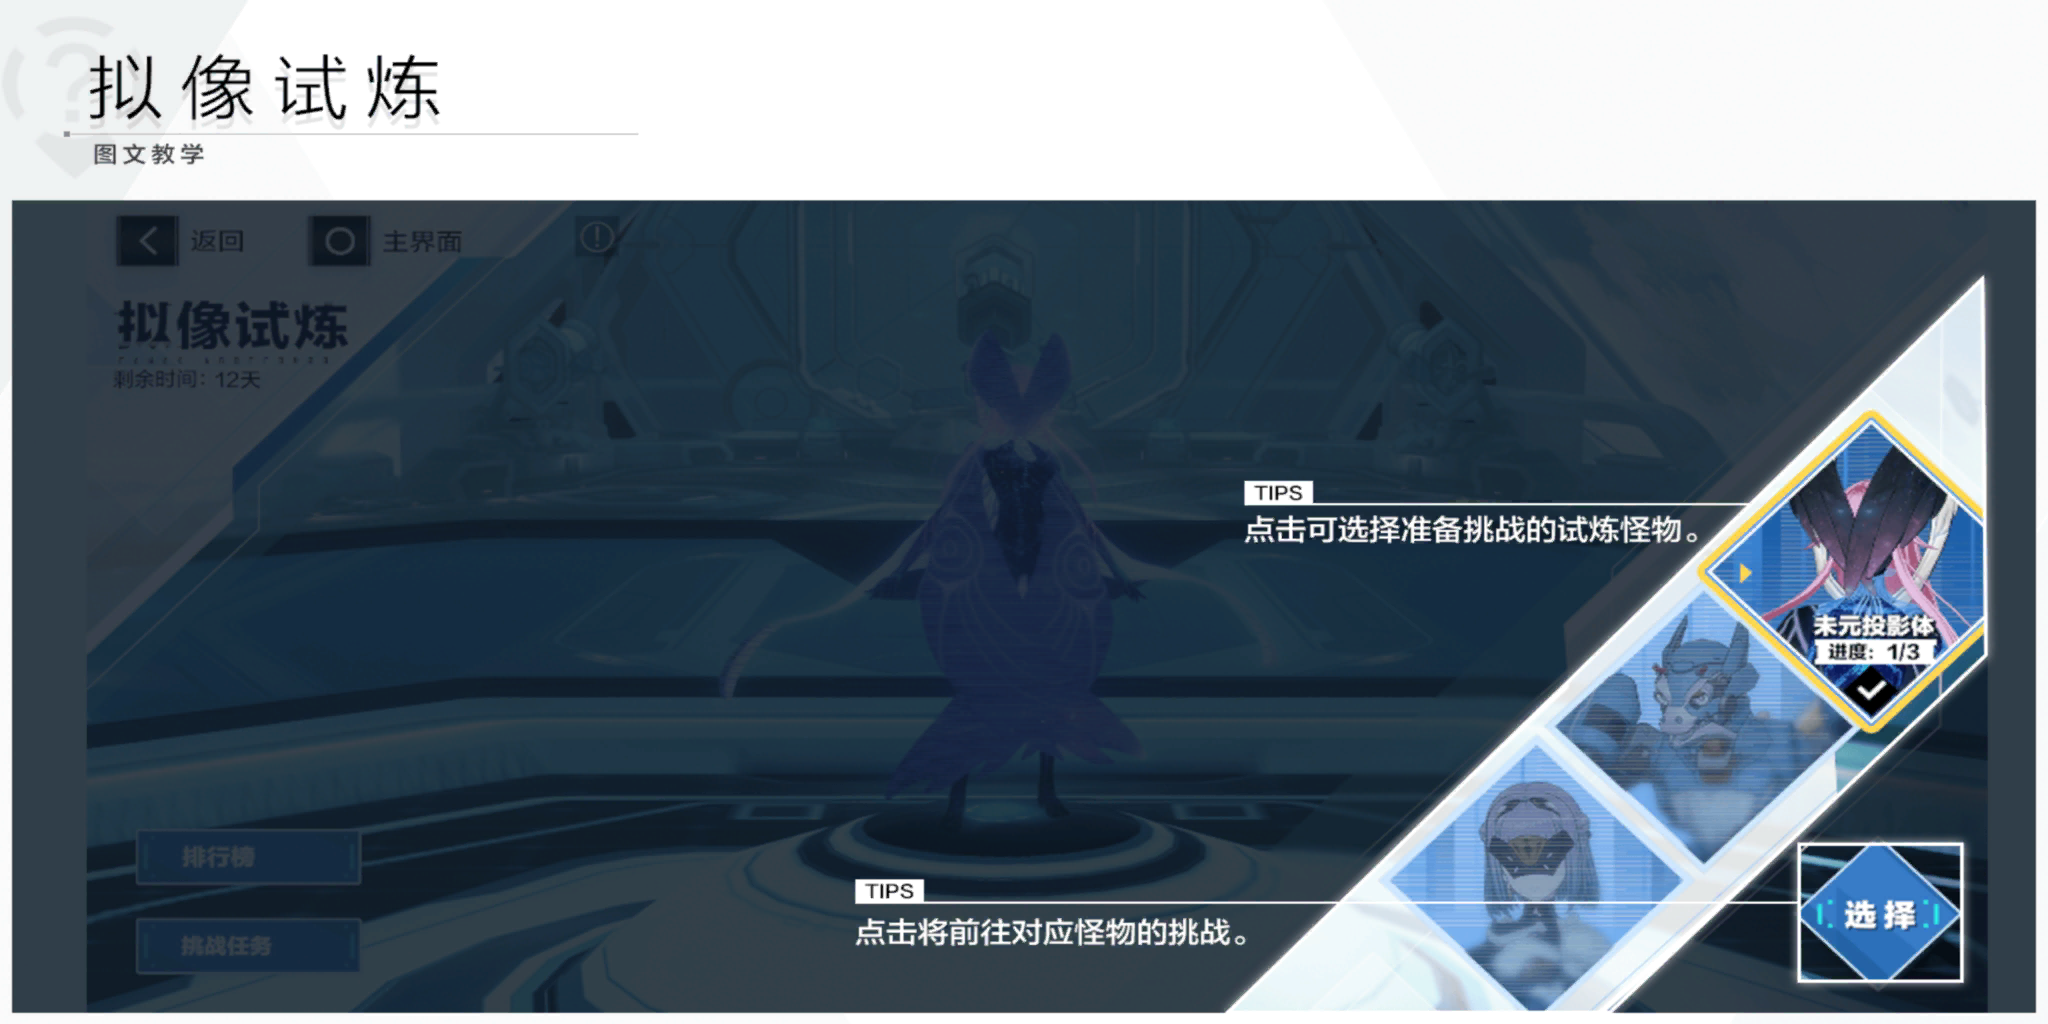 拟像试炼
图文教学
返回
主界面
拟像试炼
剩余时间：12天
TIPS
点击可选择准备挑战的试炼怪物。
未元投影体
进度：1/3
排行榜
TIPS
点击将前往对应怪物的挑战。
选择
挑战任务